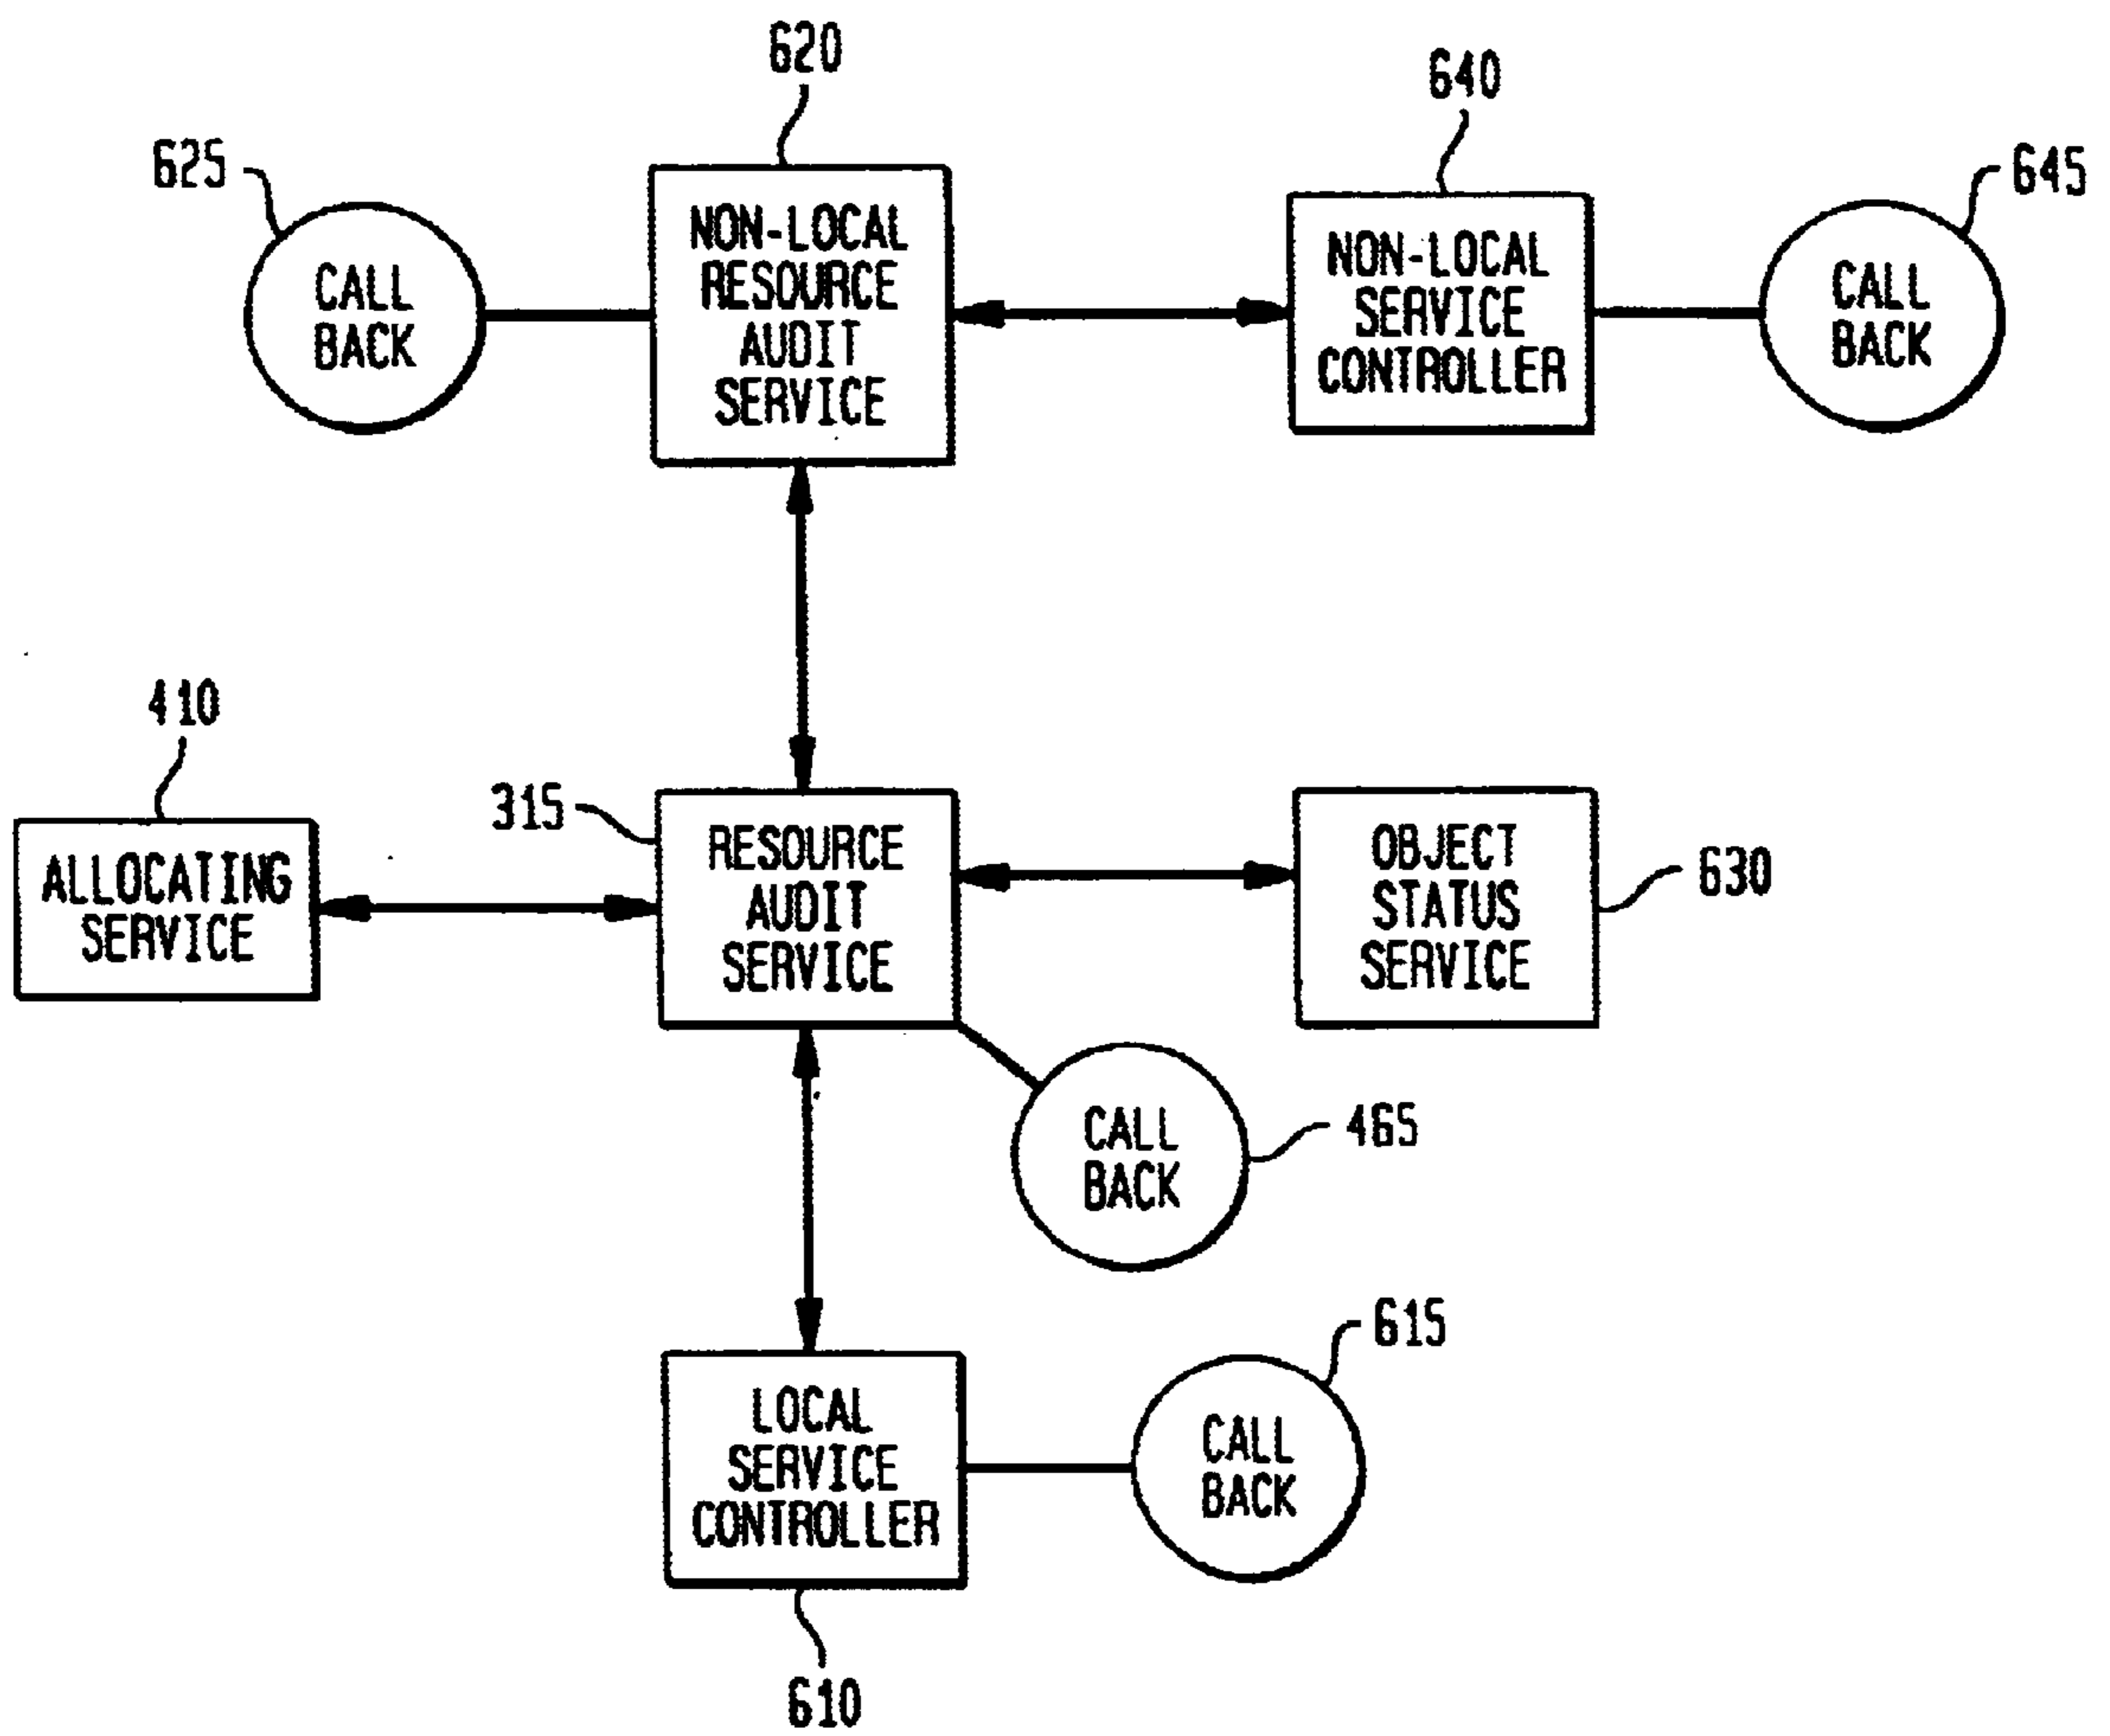 620
640
625
645
NON-LOCAL
RESOURCE
AUDIT
SERVICE
NON-LOCAL
SERVICE
CONTROLLER
CALL
BACK
CALL
BACK
410
315
ALLOCATING
SERVICE
RESOURCE
AUDIT
SERVICE
OBJECT
STATUS
SERVICE
630
CALL
BACK
465
615
LOCAL
SERVICE
CONTROLLER
CALL
BACK
610